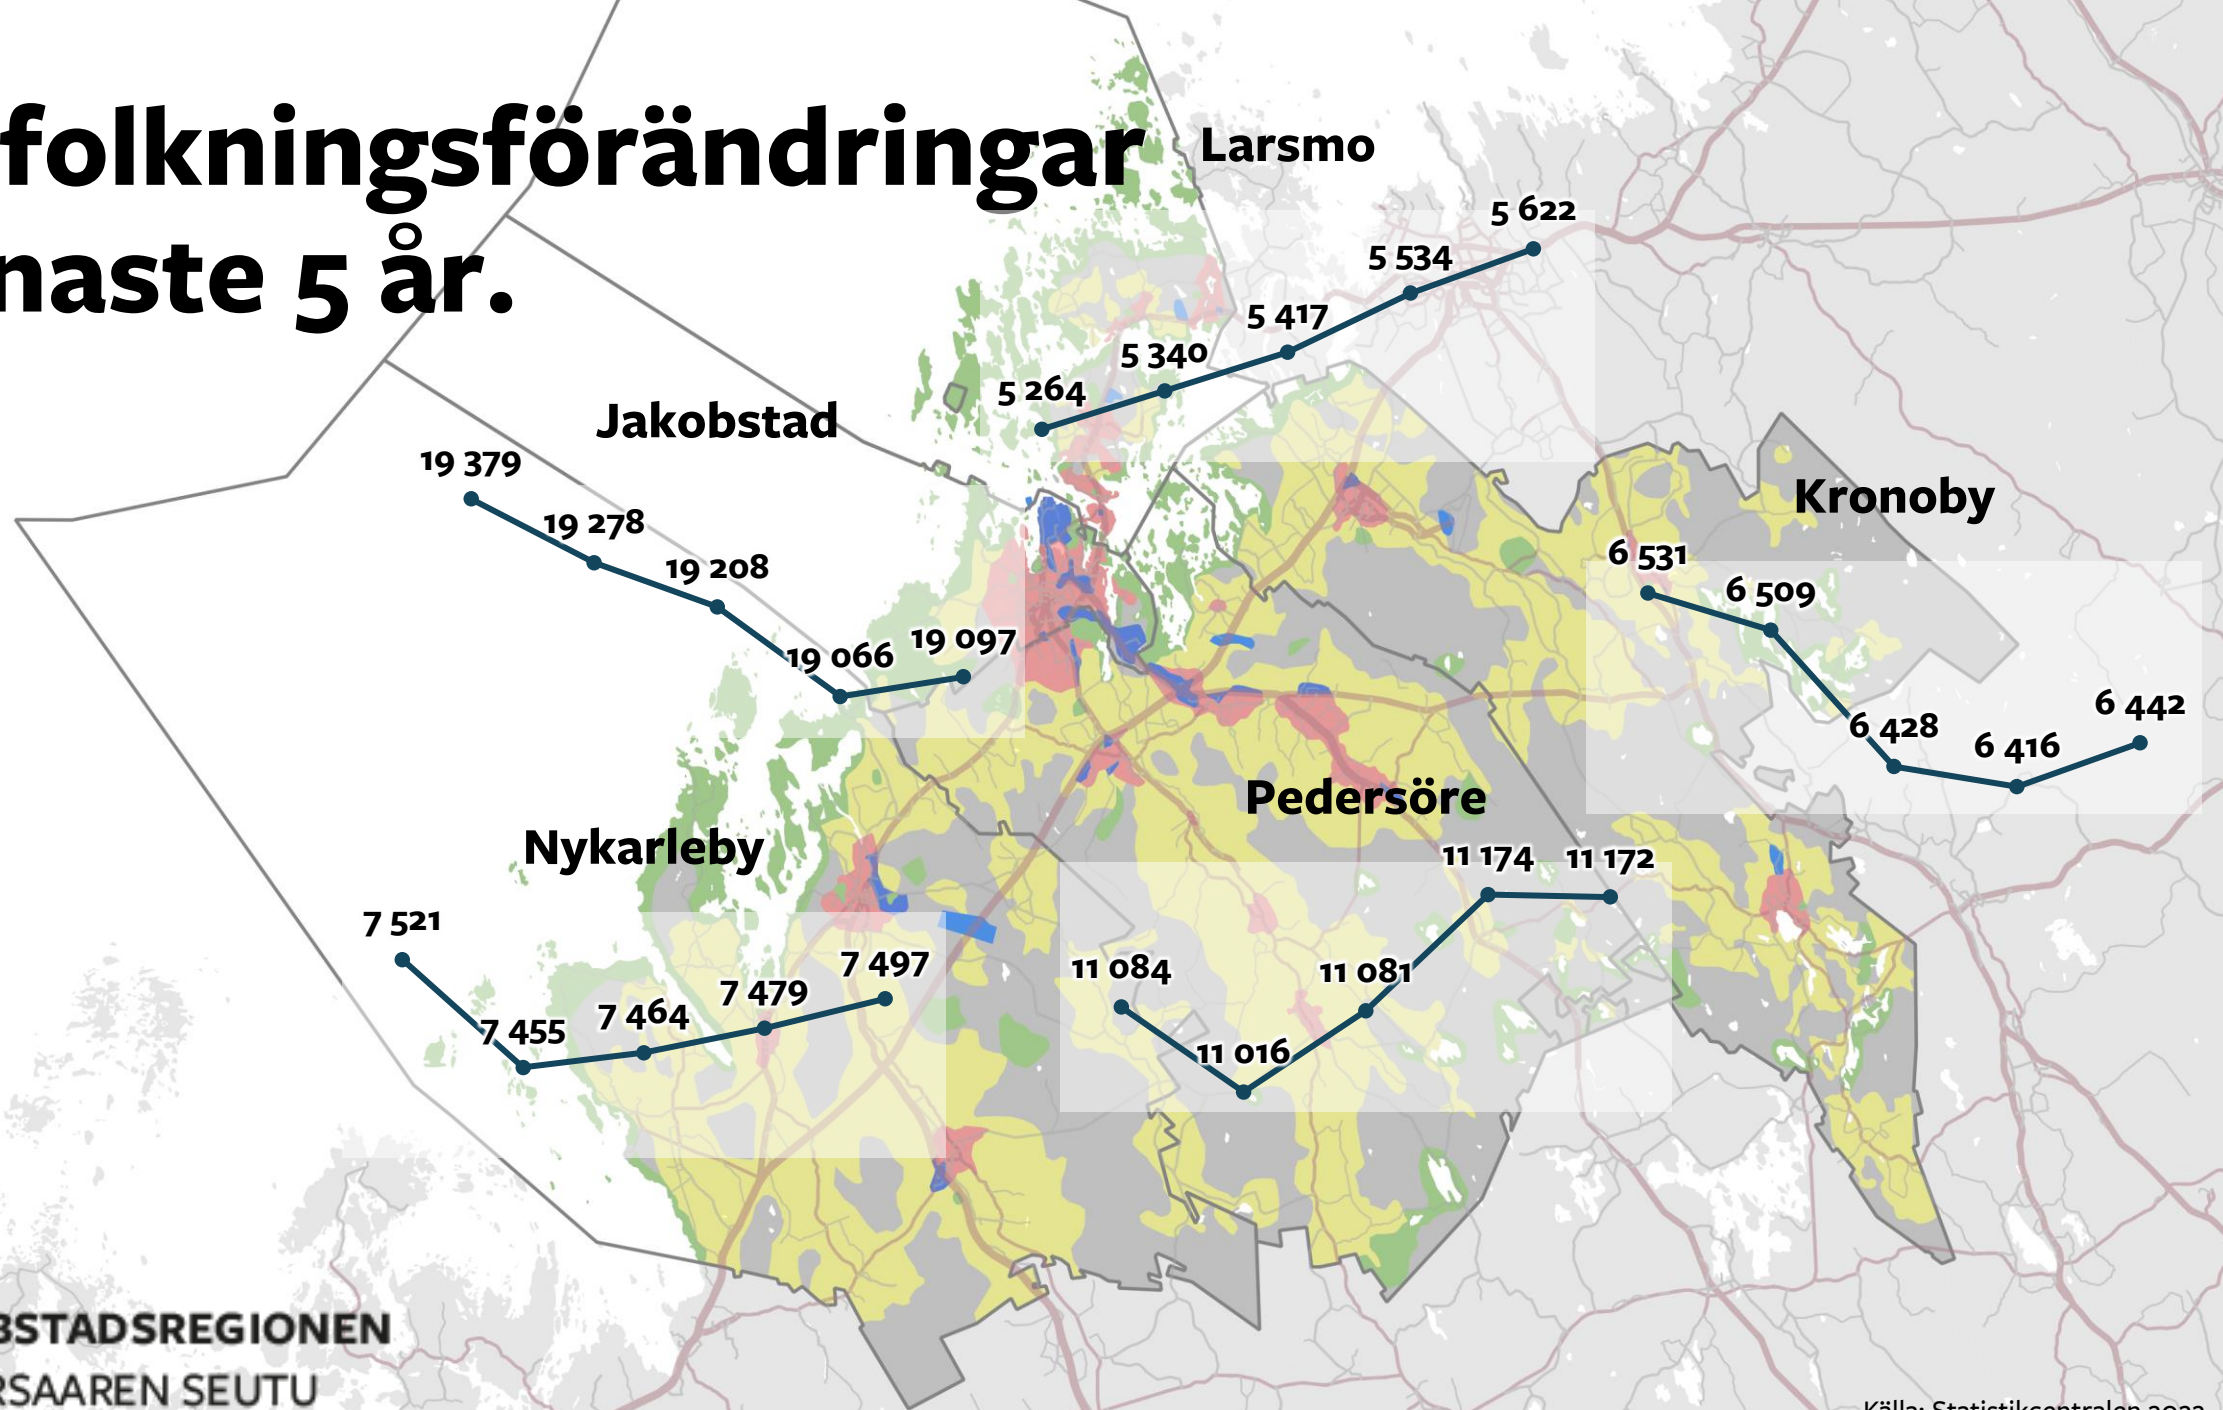 folkningsförändringar
naste 5 år.
Larsmo
5 264
5 340
5 417
5 534
5 622
Jakobstad
19 379
19 278
19 208
19 066
19 097
Kronoby
6 531
6 509
6 428
6 416
6 442
Pedersöre
11 084
11 016
11 081
11 174
11 172
Nykarleby
7 521
7 455
7 464
7 479
7 497
BSTADSREGIONEN
RSAAREN SEUTU
Källa: Statistikcentralen 2022